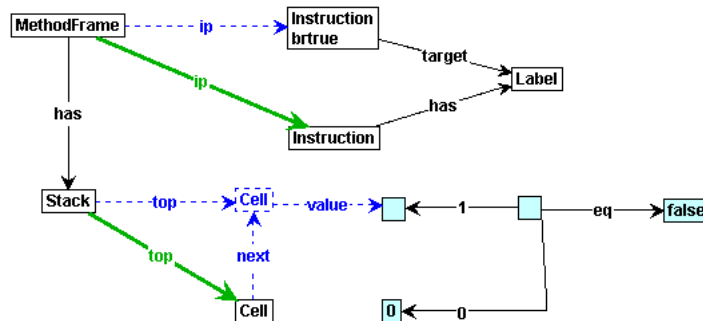 MethodFrame
ip
Instruction
brtrue
target
Label
ip
has
has
Instruction
Stack
top
Cell
value
1
eq
false
top
next
Cell
0
0